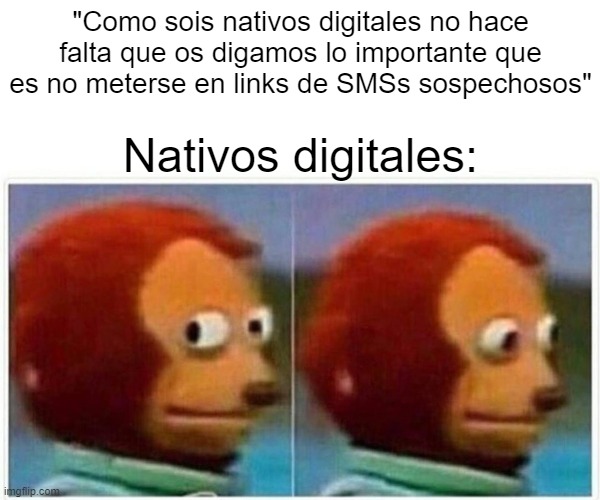 "Como sois nativos digitales no hace
falta que os digamos lo importante que
es no meterse en links de SMSs sospechosos"
Nativos digitales:
imgflip.com